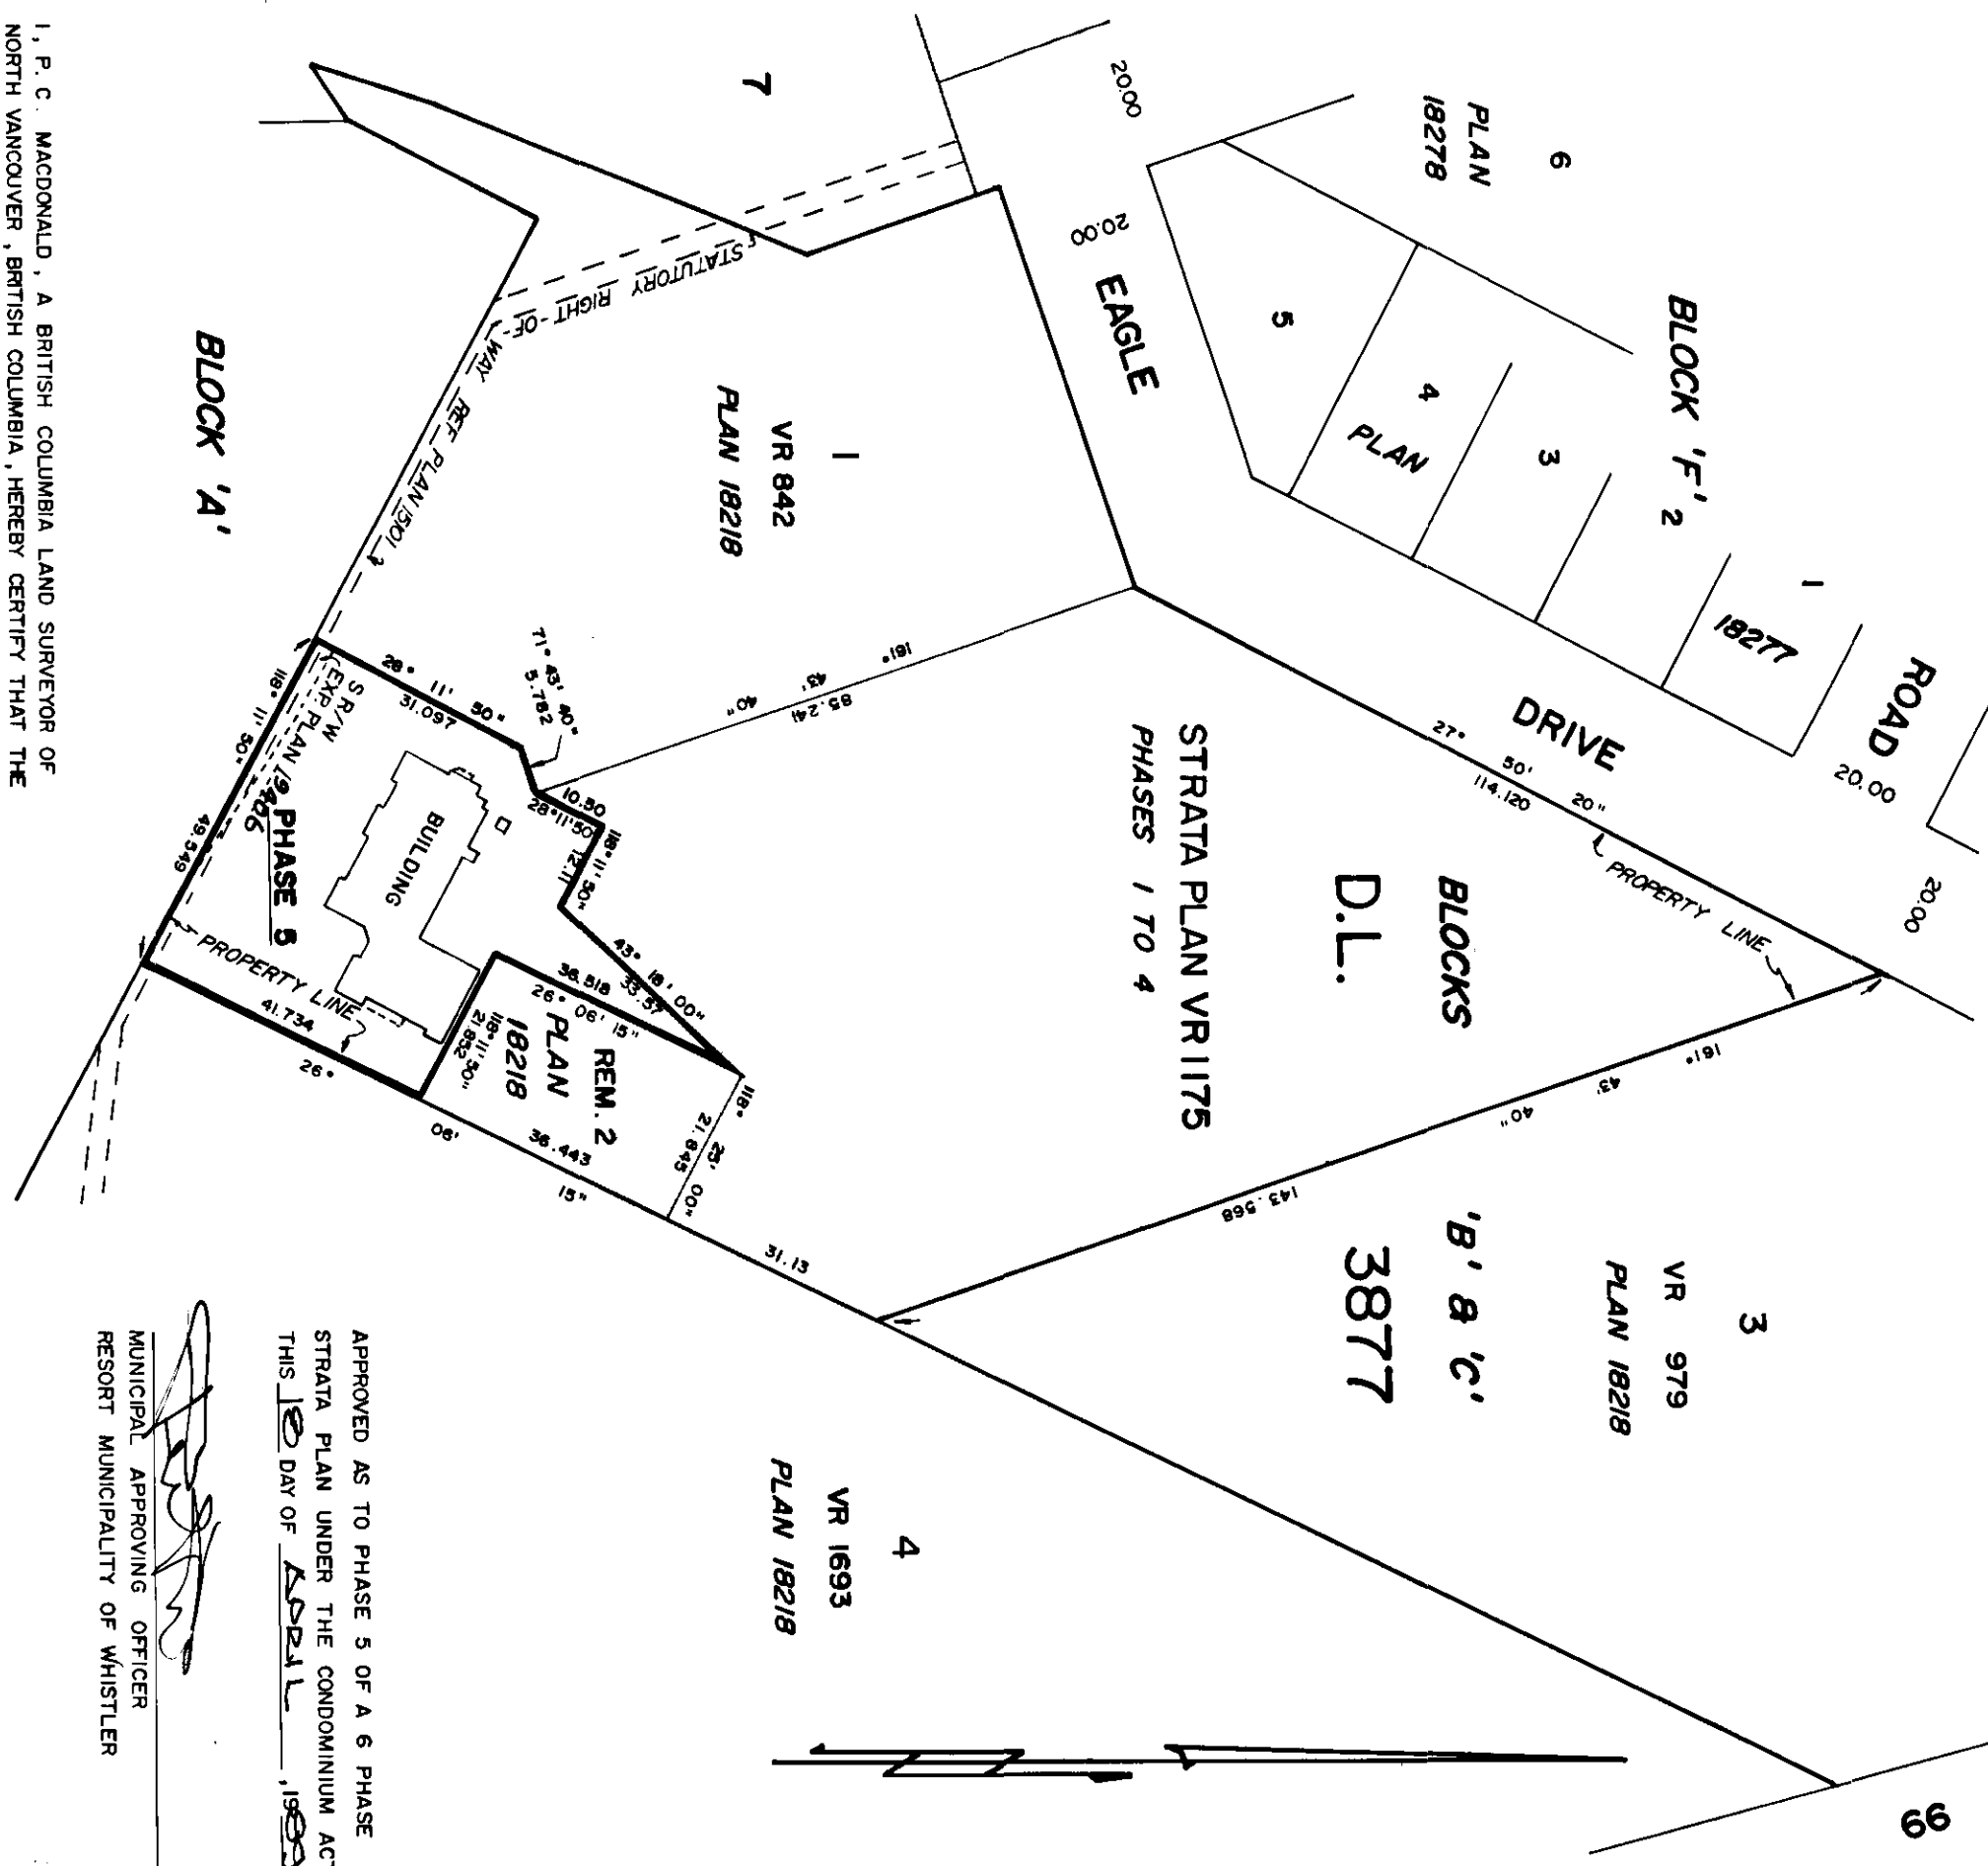 I, P. C. MACDONALD, A BRITISH COLUMBIA LAND SURVEYOR OF
NORTH VANCOUVER, BRITISH COLUMBIA, HEREBY CERTIFY THAT THE
BLOCK 'A'
7
STATUTORY RIGHT-OF-WAY REF PLAN 15101
1
VR 842
PLAN 18218
6
PLAN
18278
20.00
20.00
EAGLE
DRIVE
5
4
PLAN
3
BLOCK 'F'
2
1
18277
ROAD
20.00
20.00
27° 50' 20"
114.120
PROPERTY LINE
161° 43' 40"
85.241
71° 43' 40"
5.782
28° 11' 50"
31.097
10.50
28°11'50"
118° 11' 50"
12.11
43° 18' 00"
33.57
36.518
26° 06' 15"
118° 11' 50"
21.852
S R/W
EXP. PLAN 19406
PHASE 5
BUILDING
118° 11' 50"
49.549
PROPERTY LINE
41.734
26° 06' 15"
36.443
REM. 2
PLAN
18218
118° 25' 00"
21.845
31.13
STRATA PLAN VR1175
PHASES 1 TO 4
BLOCKS 'B' & 'C'
D.L. 3877
161° 43' 40"
143.568
3
VR 979
PLAN 18218
4
VR 1693
PLAN 18218
99
APPROVED AS TO PHASE 5 OF A 6 PHASE
STRATA PLAN UNDER THE CONDOMINIUM ACT
THIS 18 DAY OF APRIL, 198
MUNICIPAL APPROVING OFFICER
RESORT MUNICIPALITY OF WHISTLER